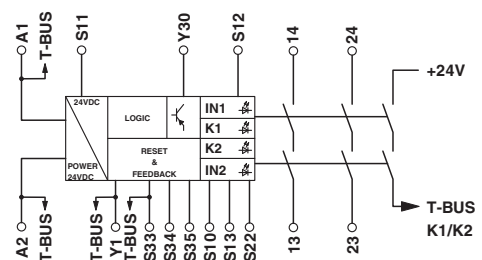 A1
T-BUS
S11
Y30
S12
14
24
+24V
24VDC
LOGIC
IN1
K1
RESET
&
FEEDBACK
K2
IN2
POWER
24VDC
A2
T-BUS
T-BUS
Y1
T-BUS
S33
S34
S35
S10
S13
S22
13
23
T-BUS
K1/K2